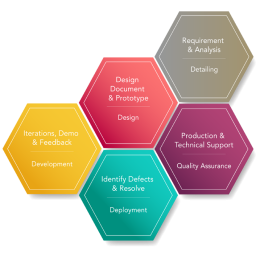 Requirement
& Analysis
Detailing
Design
Document
& Prototype
Design
Iterations, Demo
& Feedback
Development
Production &
Technical Support
Quality Assurance
Identify Defects
& Resolve
Deployment